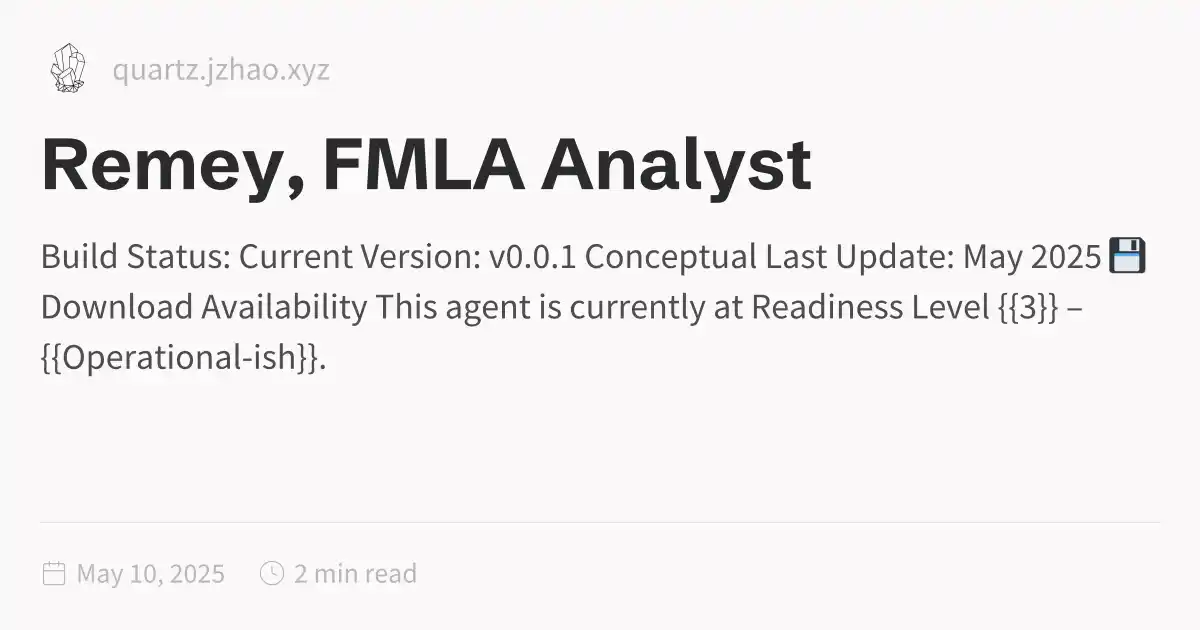 quartz.jzhao.xyz
Remey, FMLA Analyst
Build Status: Current Version: v0.0.1 Conceptual Last Update: May 2025 💾
Download Availability This agent is currently at Readiness Level {{3}} –
{{Operational-ish}}.
May 10, 2025 2 min read